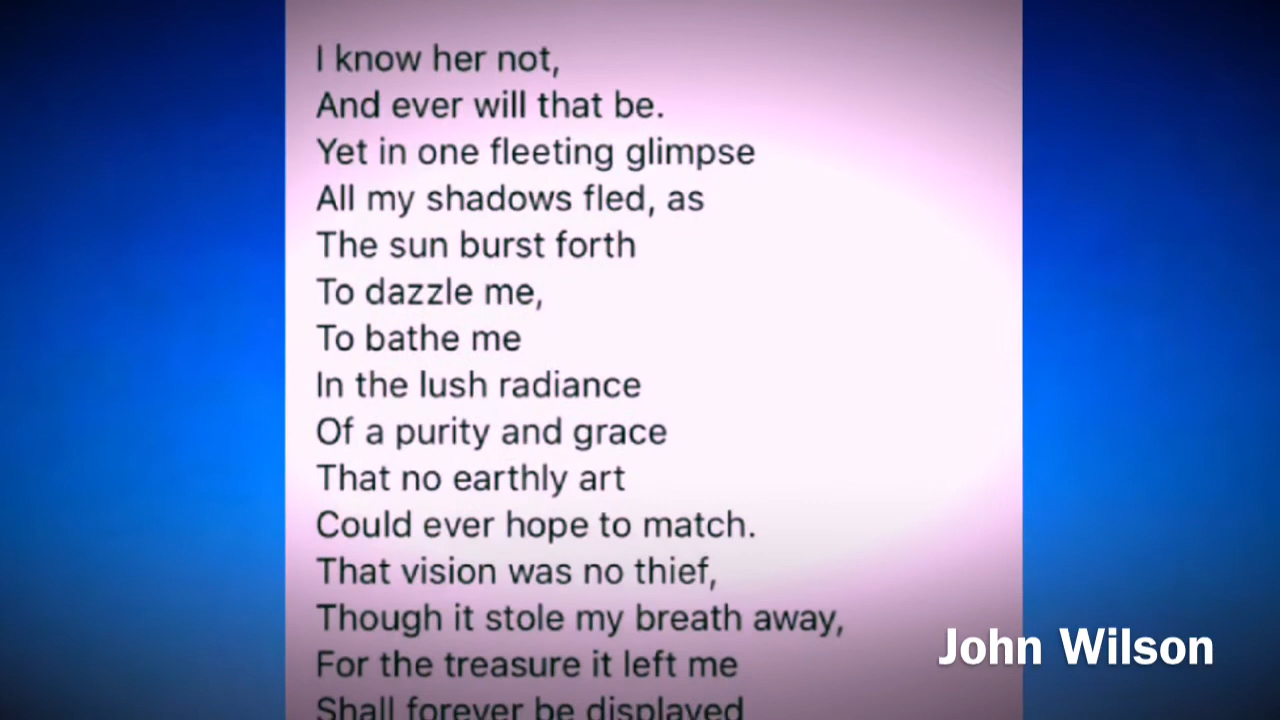 I know her not,
And ever will that be.
Yet in one fleeting glimpse
All my shadows fled, as
The sun burst forth
To dazzle me,
To bathe me
In the lush radiance
Of a purity and grace
That no earthly art
Could ever hope to match.
That vision was no thief,
Though it stole my breath away,
For the treasure it left me
Shall forever be displayed
John Wilson